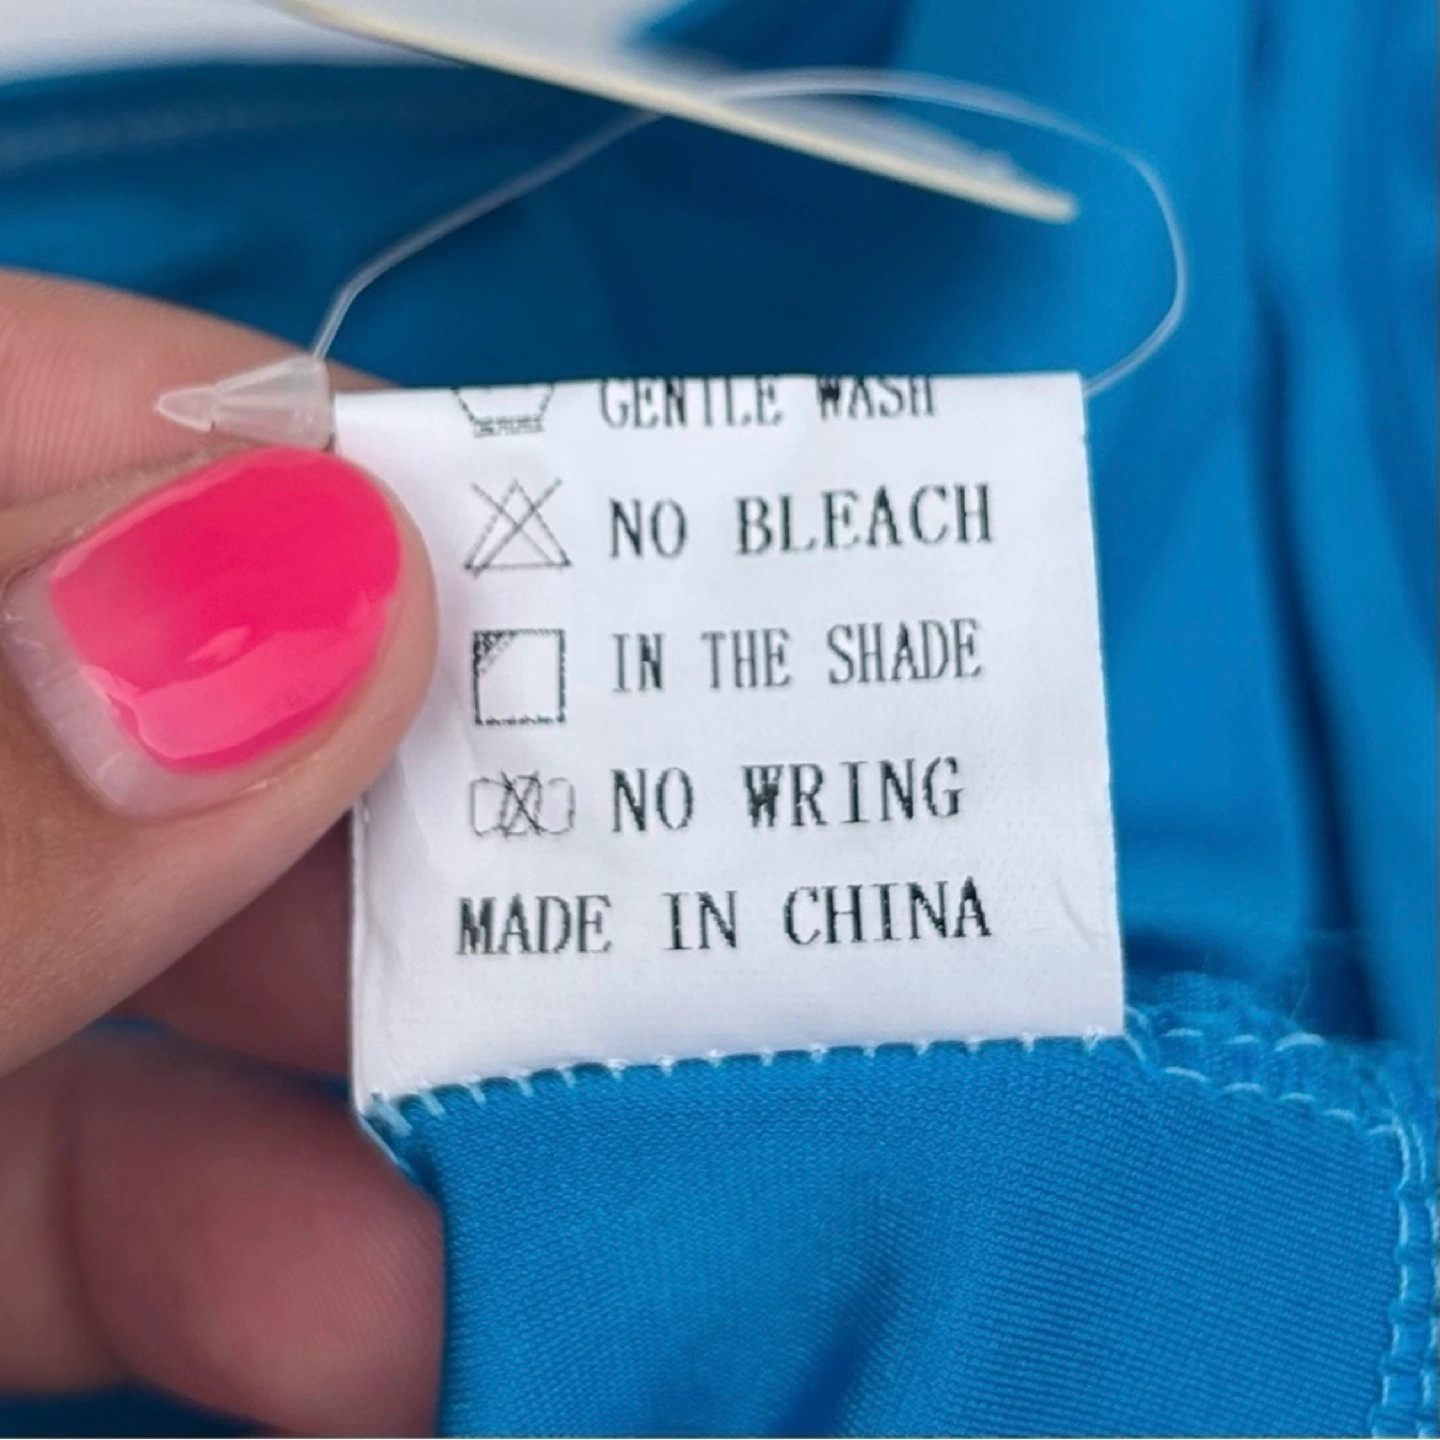 GENTLE WASH
NO BLEACH
IN THE SHADE
NO WRING
MADE IN CHINA